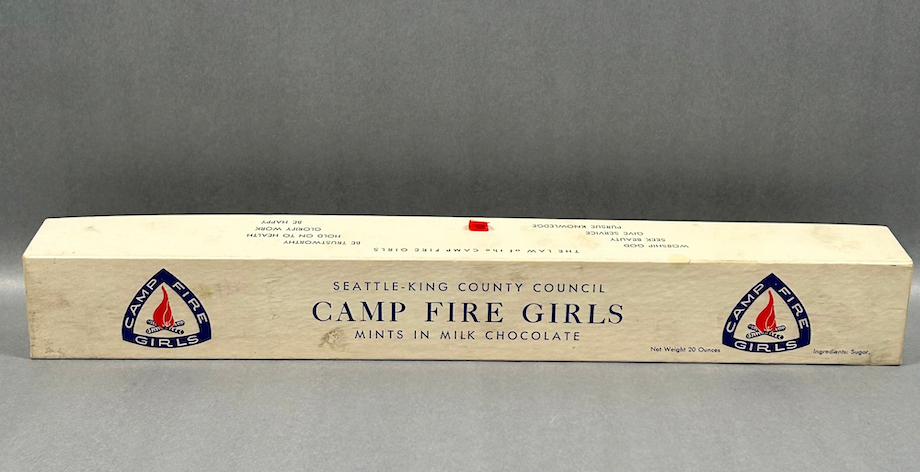 THE LAW of the CAMP FIRE GIRLS
WORSHIP GOD
SEEK BEAUTY
GIVE SERVICE
PURSUE KNOWLEDGE
BE TRUSTWORTHY
HOLD ON TO HEALTH
GLORIFY WORK
BE HAPPY
CAMP FIRE
GIRLS
SEATTLE-KING COUNTY COUNCIL
CAMP FIRE GIRLS
MINTS IN MILK CHOCOLATE
Net Weight 20 Ounces
CAMP FIRE
GIRLS
Ingredients: Sugar,